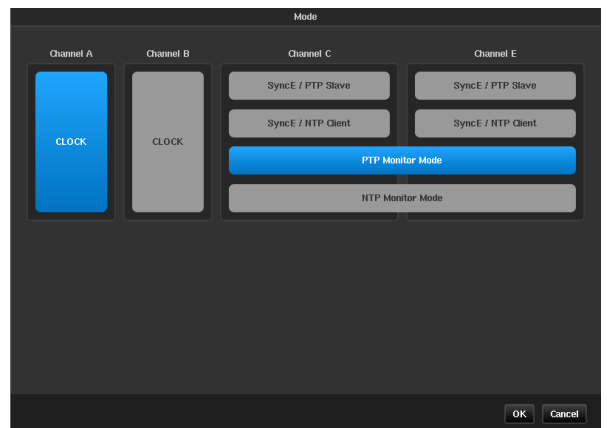 Mode
Channel A Channel B Channel C Channel E
SyncE / PTP Slave SyncE / PTP Slave
SyncE / NTP Client SyncE / NTP Client
CLOCK CLOCK
PTP Monitor Mode
NTP Monitor Mode
OK Cancel